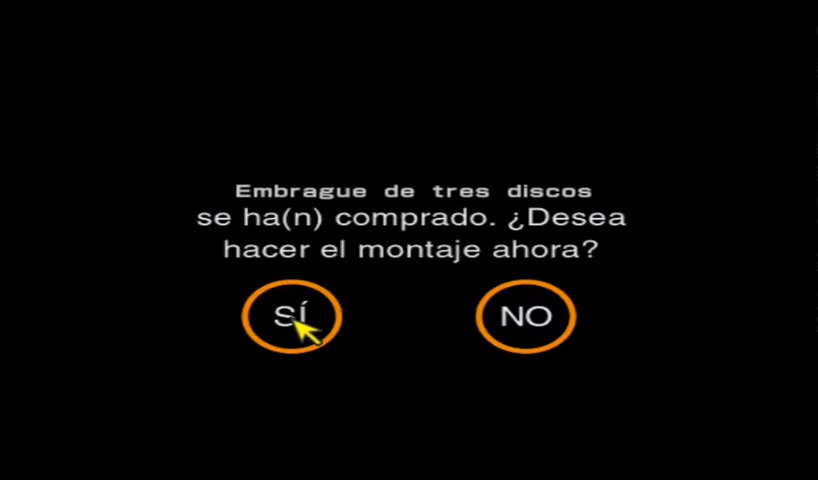 Embrague de tres discos
se ha(n) comprado. ¿Desea
hacer el montaje ahora?
SÍ NO